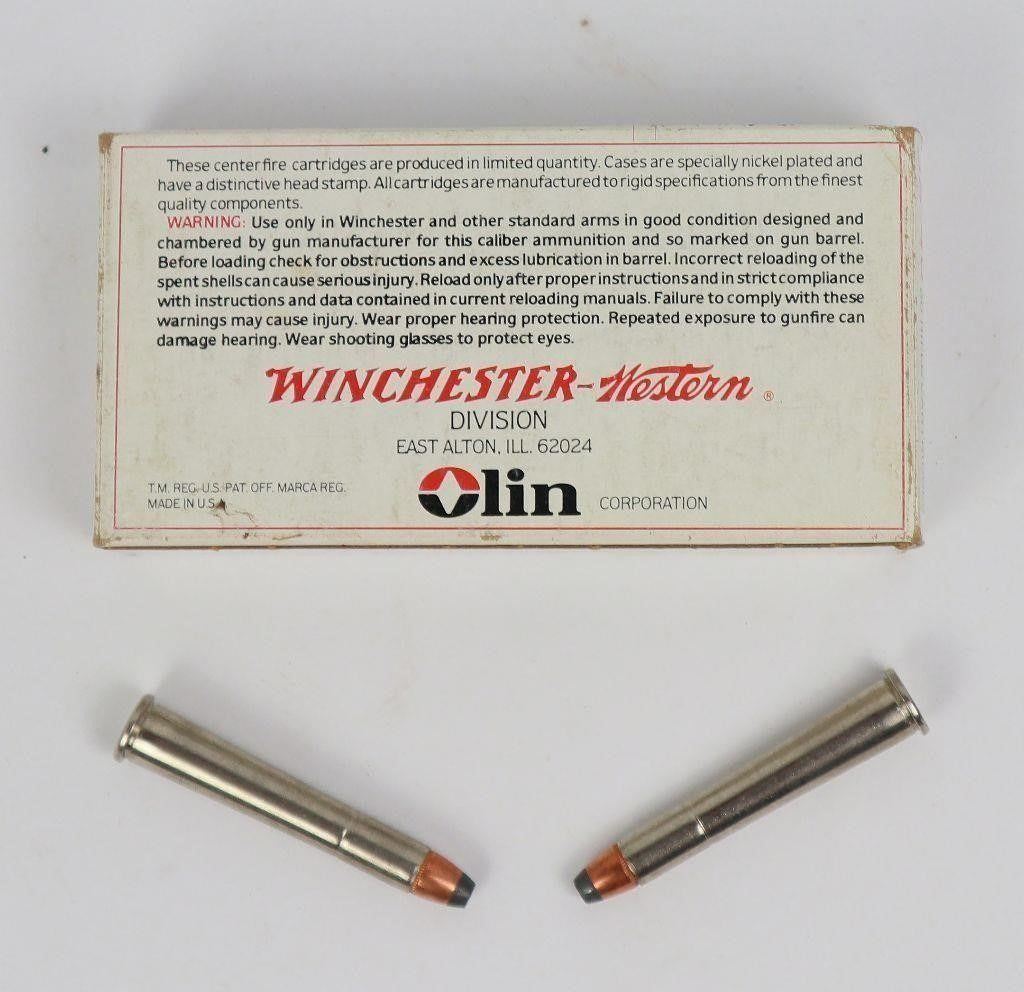 These center fire cartridges are produced in limited quantity. Cases are specially nickel plated and
have a distinctive head stamp. All cartridges are manufactured to rigid specifications from the finest
quality components.
WARNING: Use only in Winchester and other standard arms in good condition designed and
chambered by gun manufacturer for this caliber ammunition and so marked on gun barrel.
Before loading check for obstructions and excess lubrication in barrel. Incorrect reloading of the
spent shells can cause serious injury. Reload only after proper instructions and in strict compliance
with instructions and data contained in current reloading manuals. Failure to comply with these
warnings may cause injury. Wear proper hearing protection. Repeated exposure to gunfire can
damage hearing. Wear shooting glasses to protect eyes.
WINCHESTER-Western ®
DIVISION
EAST ALTON, ILL. 62024
T.M. REG. U.S. PAT. OFF. MARCA REG.
MADE IN U.S.A.
Olin CORPORATION